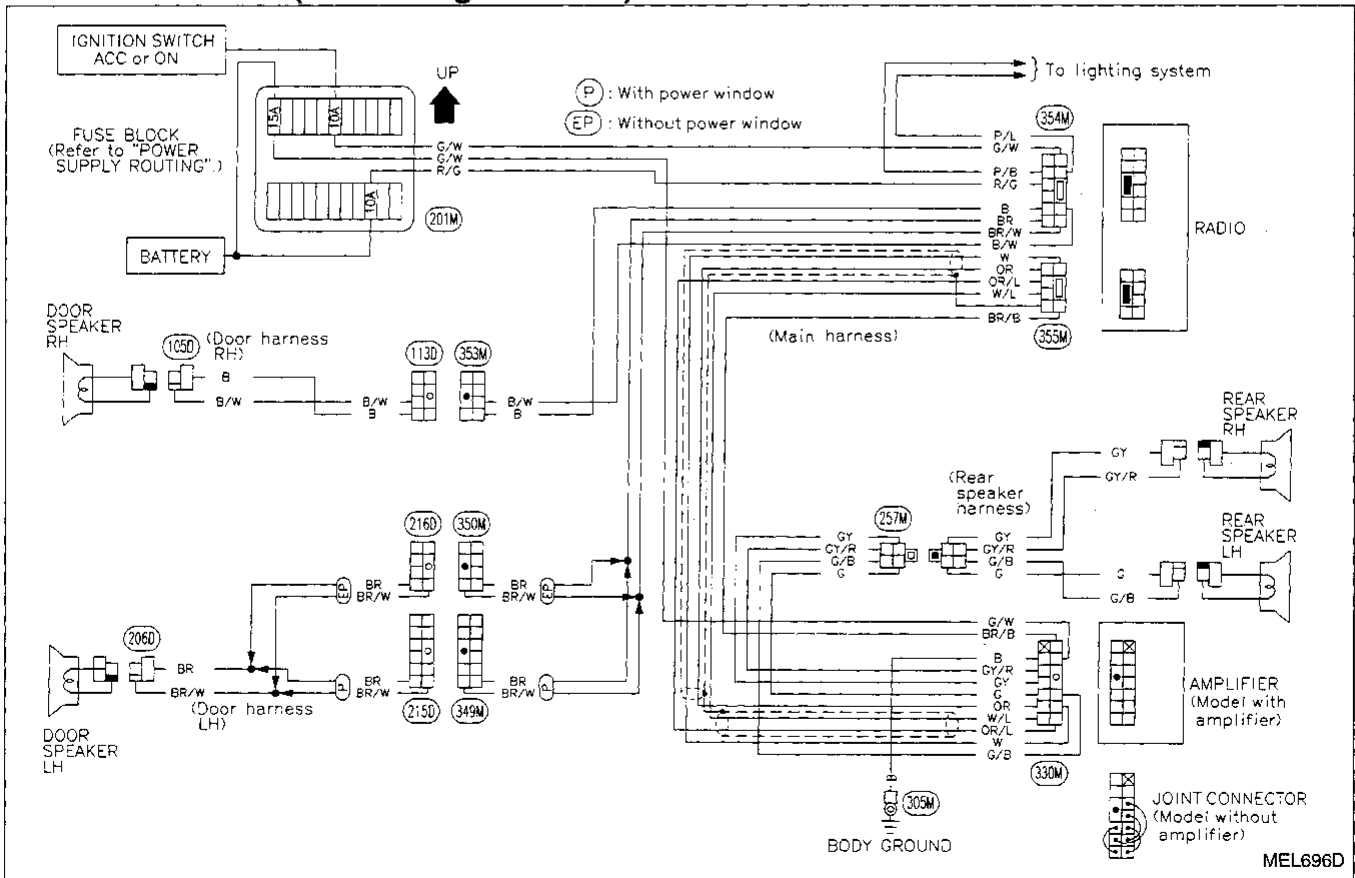 IGNITION SWITCH
ACC or ON
UP
P : With power window
EP : Without power window
To lighting system
FUSE BLOCK
(Refer to "POWER
SUPPLY ROUTING".)
15A
10A
10A
201M
BATTERY
G/W
G/W
R/G
354M
P/L
G/W
P/B
R/G
B
BR
BR/W
B/W
W
OR
OR/L
W/L
BR/B
355M
RADIO
(Main harness)
DOOR
SPEAKER
RH
105D
(Door harness
RH)
B
B/W
113D
353M
B/W
B
B/W
B
216D
350M
EP
BR
BR/W
BR
BR/W
EP
206D
BR
BR/W
(Door harness
LH)
P
BR
BR/W
BR
BR/W
P
215D
349M
DOOR
SPEAKER
LH
REAR
SPEAKER
RH
GY
GY/R
(Rear
speaker
harness)
257M
GY
GY/R
G/B
G
GY
GY/R
G/B
G
REAR
SPEAKER
LH
G
G/B
G/W
BR/B
B
GY/R
GY
G
OR
W/L
OR/L
W
G/B
330M
AMPLIFIER
(Model with
amplifier)
B
305M
BODY GROUND
JOINT CONNECTOR
(Model without
amplifier)
MEL696D